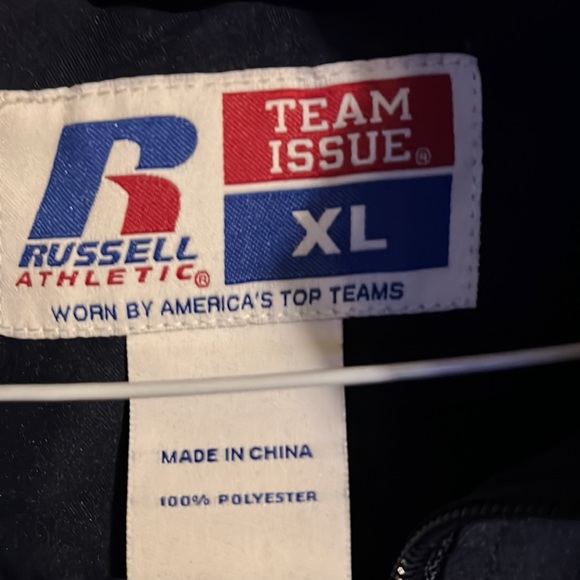 TEAM
ISSUE®
XL
RUSSELL
ATHLETIC®
WORN BY AMERICA'S TOP TEAMS
MADE IN CHINA
100% POLYESTER